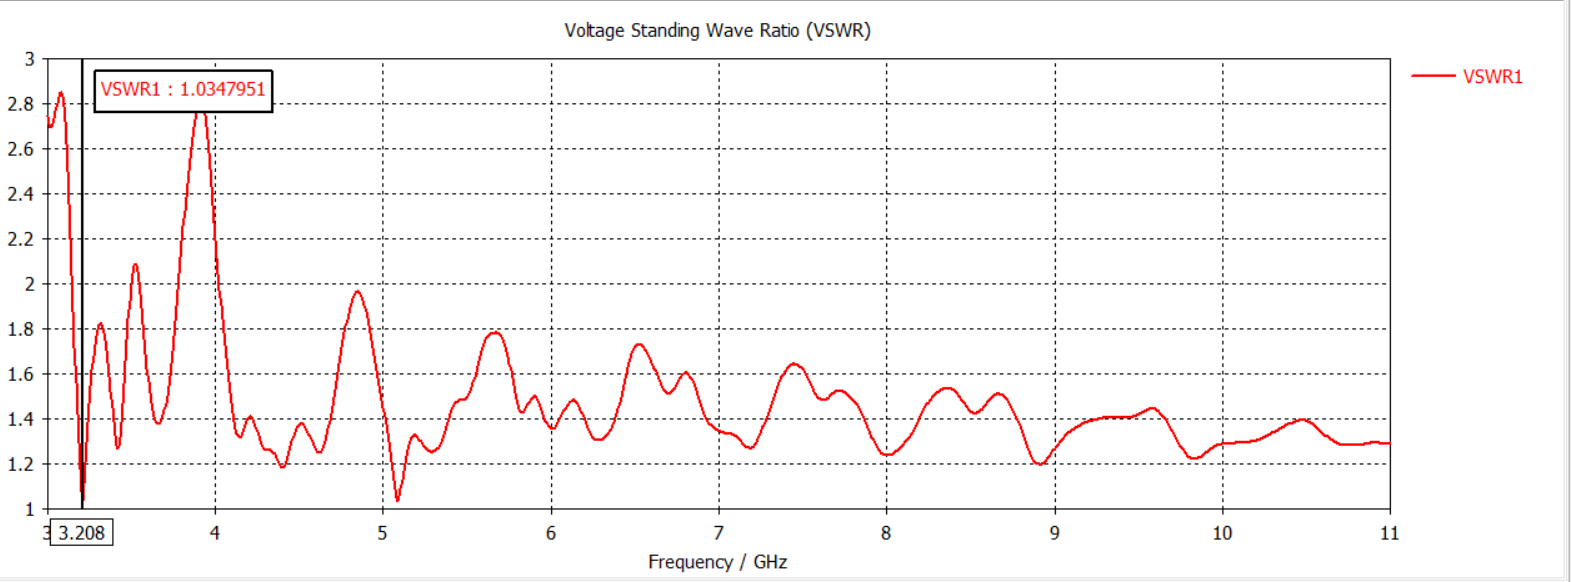 Voltage Standing Wave Ratio (VSWR)
3
VSWR1 : 1.0347951
VSWR1
2.8
2.6
2.4
2.2
2
1.8
1.6
1.4
1.2
1
3 3.208 4 5 6 7 8 9 10 11
Frequency / GHz